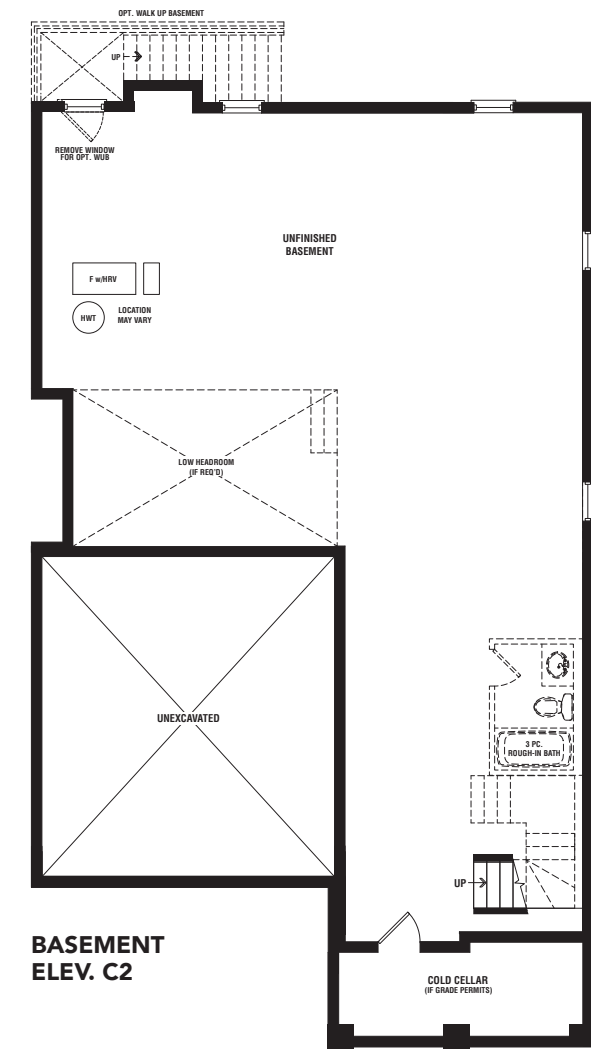 OPT. WALK UP BASEMENT
UP
REMOVE WINDOW
FOR OPT. WUB
UNFINISHED
BASEMENT
F w/HRV
HWT
LOCATION
MAY VARY
LOW HEADROOM
(IF REQ'D)
UNEXCAVATED
3 PC.
ROUGH-IN BATH
UP
BASEMENT
ELEV. C2
COLD CELLAR
(IF GRADE PERMITS)